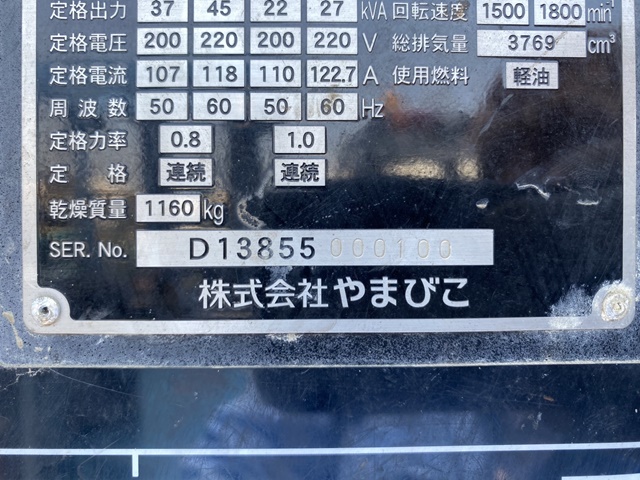 定格出力 37 45 22 27 kVA 回転速度 1500 1800 min⁻¹
定格電圧 200 220 200 220 V 総排気量 3769 cm³
定格電流 107 118 110 122.7 A 使用燃料 軽油
周波数 50 60 50 60 Hz
定格力率 0.8 1.0
定格 連続 連続
乾燥質量 1160 kg
SER. No. D13855 000100
株式会社やまびこ